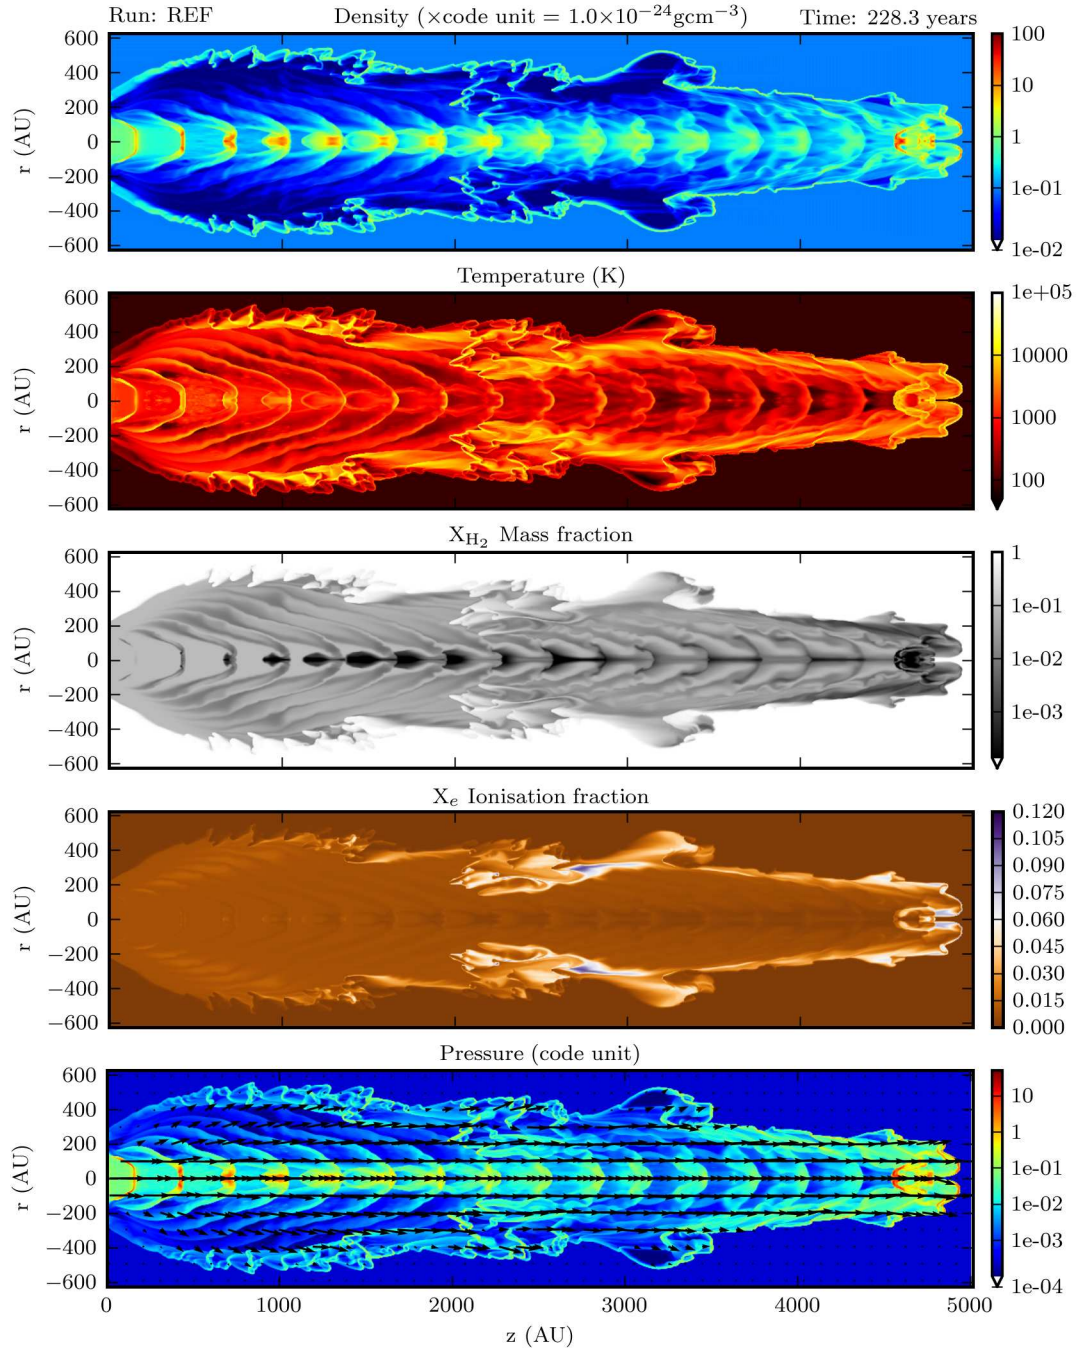 Run: REF Density (×code unit = 1.0×10⁻²⁴gcm⁻³) Time: 228.3 years
600
400
200
0
−200
−400
−600
r (AU)
100
10
1
1e-01
1e-02
Temperature (K)
600
400
200
0
−200
−400
−600
r (AU)
1e+05
10000
1000
100
X_H₂ Mass fraction
600
400
200
0
−200
−400
−600
r (AU)
1
1e-01
1e-02
1e-03
Xₑ Ionisation fraction
600
400
200
0
−200
−400
−600
r (AU)
0.120
0.105
0.090
0.075
0.060
0.045
0.030
0.015
0.000
Pressure (code unit)
600
400
200
0
−200
−400
−600
r (AU)
10
1
1e-01
1e-02
1e-03
1e-04
0 1000 2000 3000 4000 5000
z (AU)